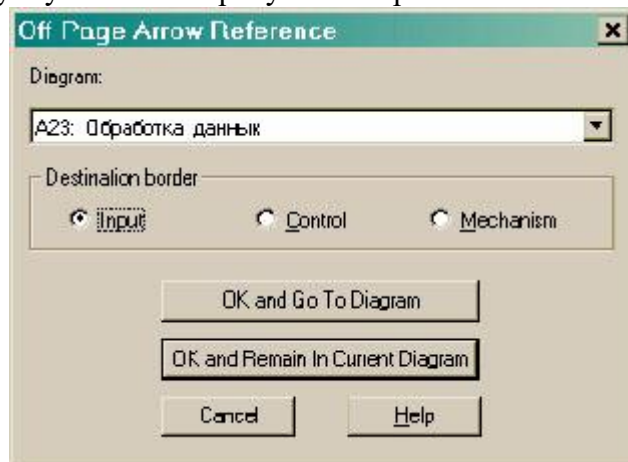 Off Page Arrow Reference
Diagram:
A23: Обработка данных
Destination border
Input Control Mechanism
OK and Go To Diagram
OK and Remain In Current Diagram
Cancel Help